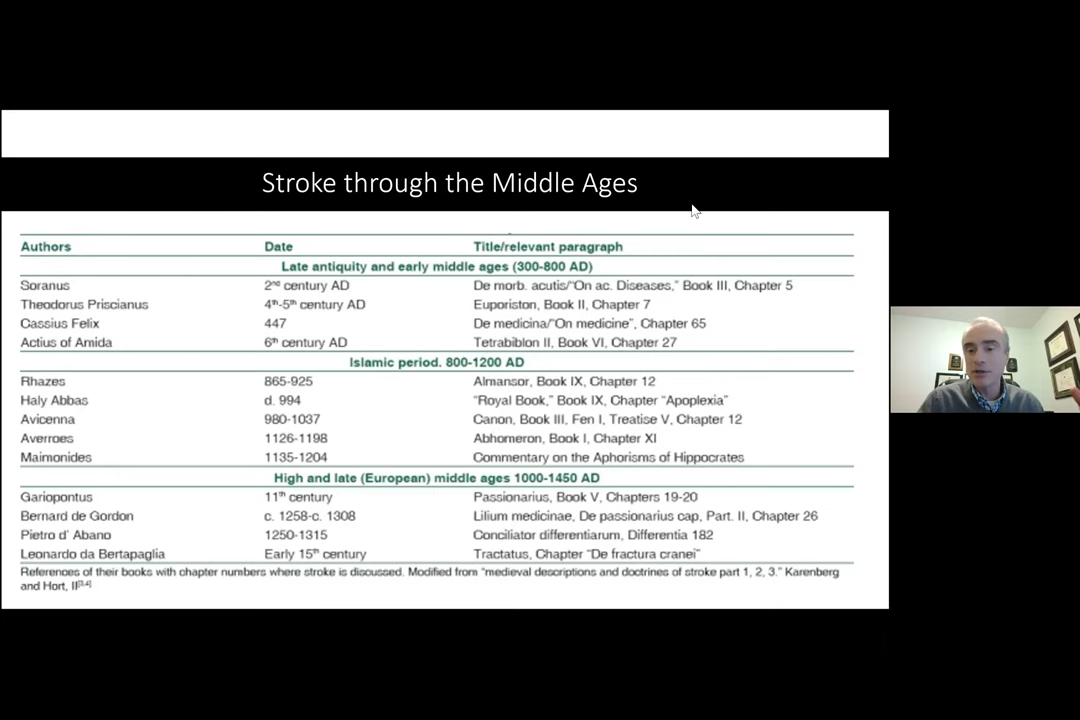 Stroke through the Middle Ages
Authors Date Title/relevant paragraph
Late antiquity and early middle ages (300-800 AD)
Soranus 2nd century AD De morb. acutis/“On ac. Diseases,” Book III, Chapter 5
Theodorus Priscianus 4th-5th century AD Euporiston, Book II, Chapter 7
Cassius Felix 447 De medicina/“On medicine”, Chapter 65
Actius of Amida 6th century AD Tetrabiblon II, Book VI, Chapter 27
Islamic period. 800-1200 AD
Rhazes 865-925 Almansor, Book IX, Chapter 12
Haly Abbas d. 994 “Royal Book,” Book IX, Chapter “Apoplexia”
Avicenna 980-1037 Canon, Book III, Fen I, Treatise V, Chapter 12
Averroes 1126-1198 Abhomeron, Book I, Chapter XI
Maimonides 1135-1204 Commentary on the Aphorisms of Hippocrates
High and late (European) middle ages 1000-1450 AD
Gariopontus 11th century Passionarius, Book V, Chapters 19-20
Bernard de Gordon c. 1258-c. 1308 Lilium medicinae, De passionarius cap, Part. II, Chapter 26
Pietro d’ Abano 1250-1315 Conciliator differentiarum, Differentia 182
Leonardo da Bertapaglia Early 15th century Tractatus, Chapter “De fractura cranei”
References of their books with chapter numbers where stroke is discussed. Modified from “medieval descriptions and doctrines of stroke part 1, 2, 3.” Karenberg
and Hort, II[3,4]